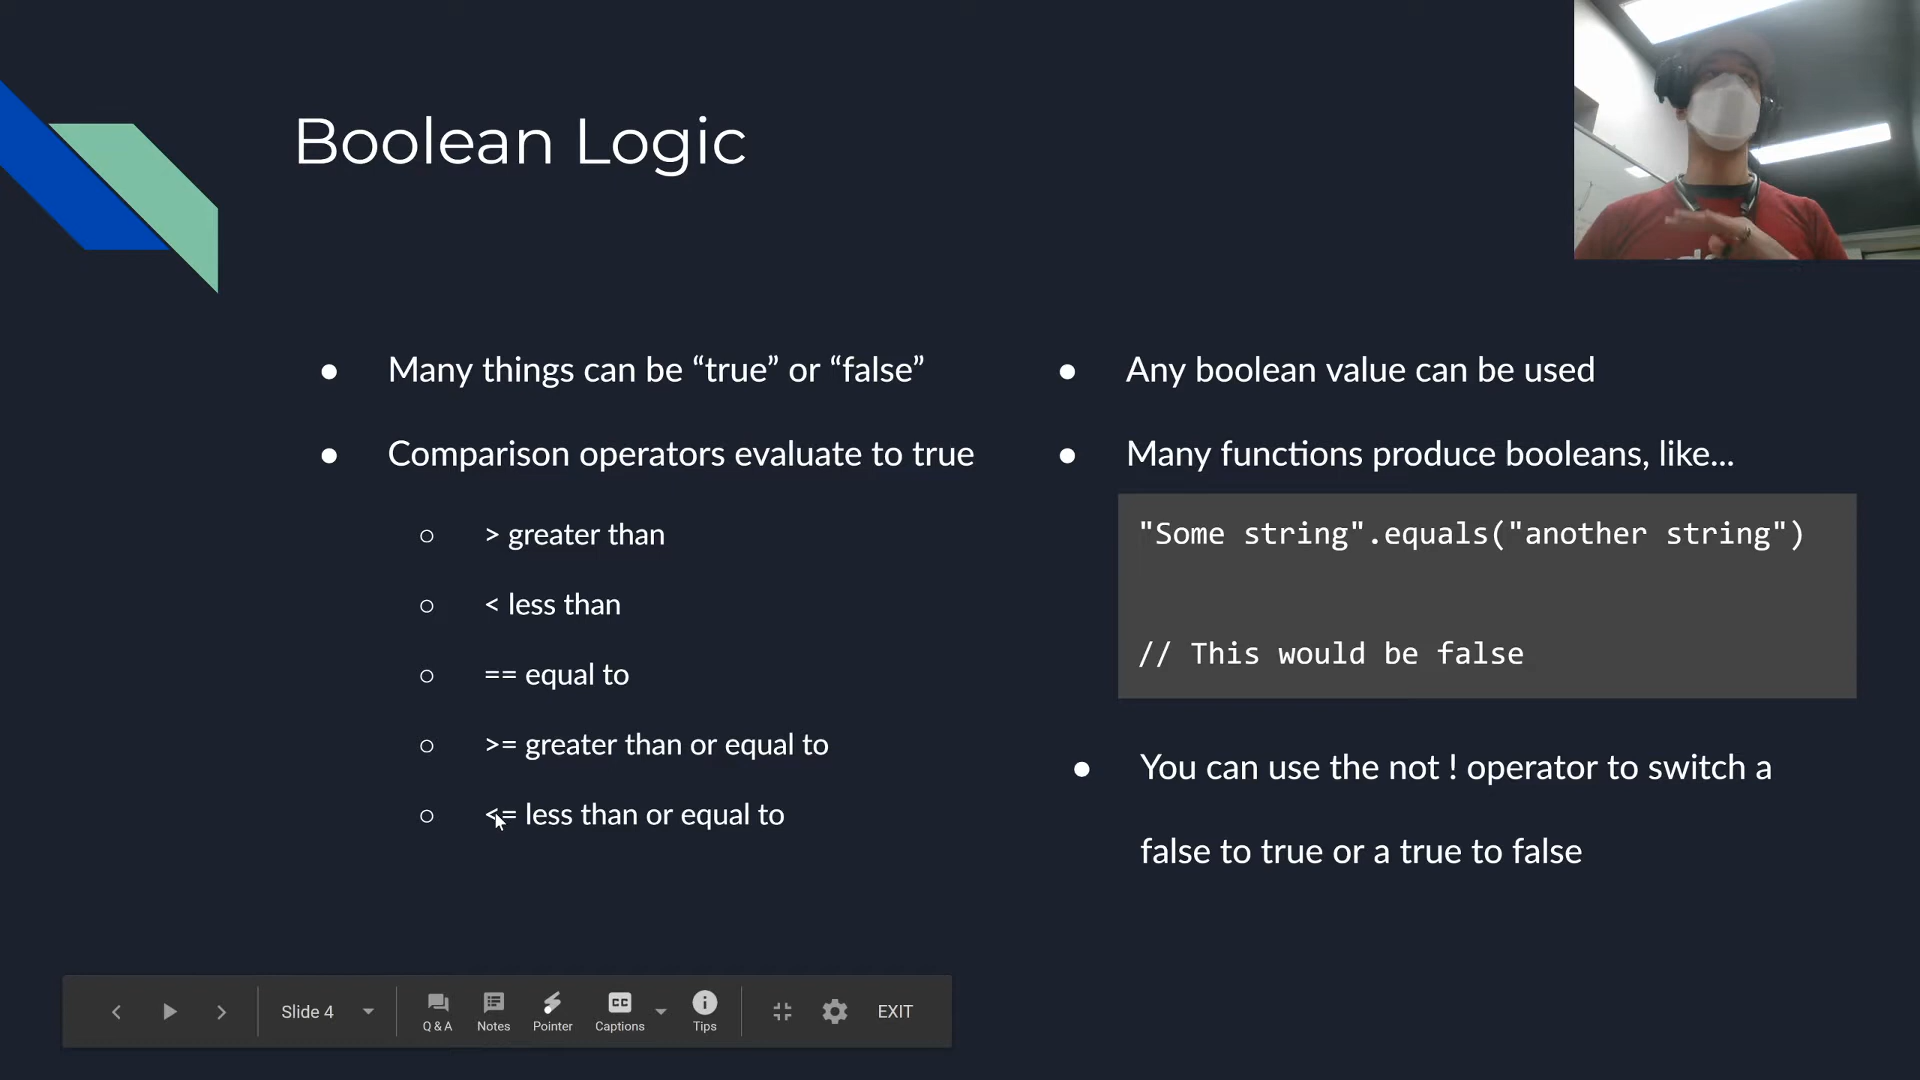 Boolean Logic
● Many things can be “true” or “false”
● Comparison operators evaluate to true
○ > greater than
○ < less than
○ == equal to
○ >= greater than or equal to
○ <= less than or equal to
● Any boolean value can be used
● Many functions produce booleans, like...
"Some string".equals("another string")
// This would be false
● You can use the not ! operator to switch a
false to true or a true to false
Slide 4
Q & A
Notes
Pointer
CC
Captions
Tips
EXIT